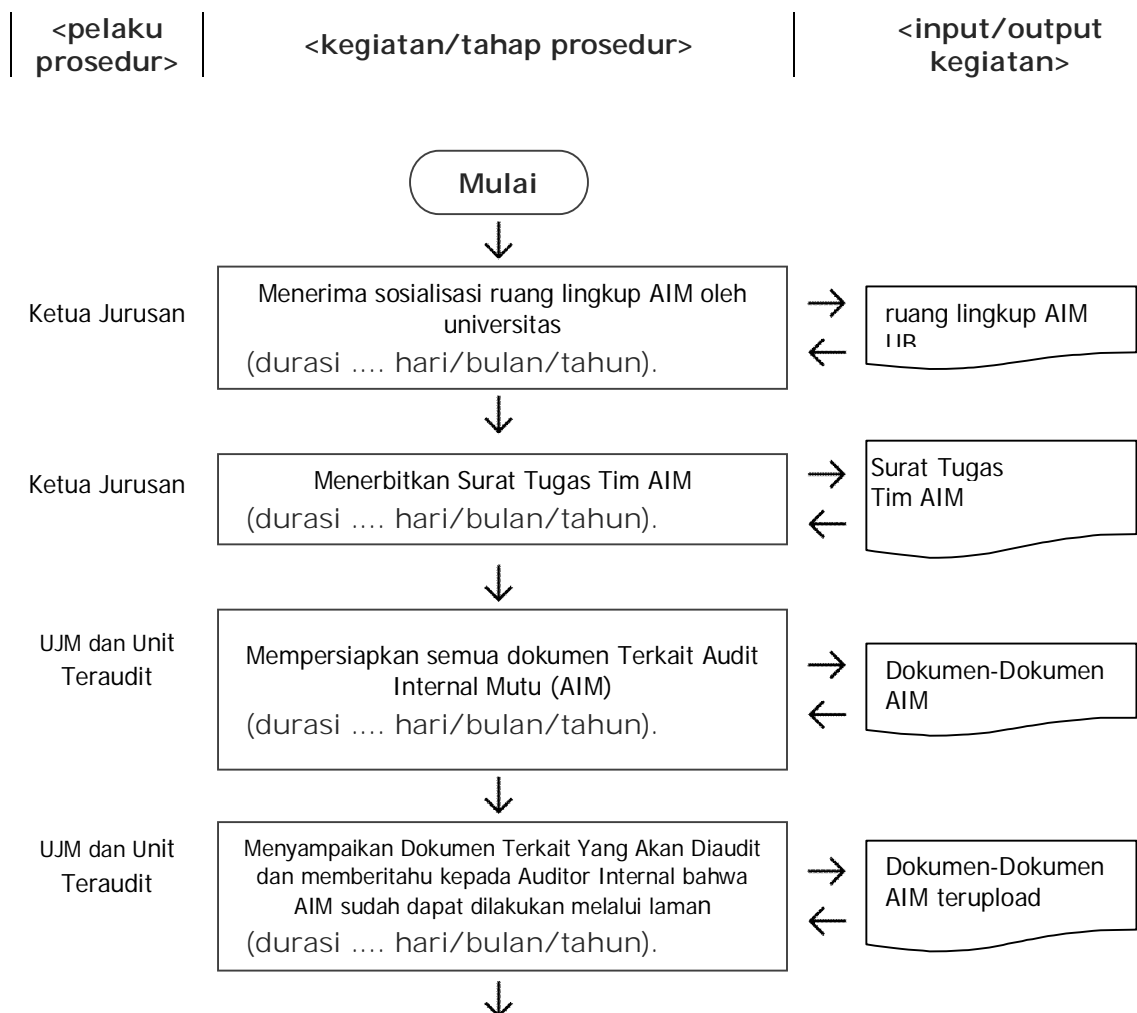 <pelaku
prosedur>
<kegiatan/tahap prosedur>
<input/output
kegiatan>
Mulai
Ketua Jurusan
Menerima sosialisasi ruang lingkup AIM oleh
universitas
(durasi .... hari/bulan/tahun).
ruang lingkup AIM
UB
Ketua Jurusan
Menerbitkan Surat Tugas Tim AIM
(durasi .... hari/bulan/tahun).
Surat Tugas
Tim AIM
UJM dan Unit
Teraudit
Mempersiapkan semua dokumen Terkait Audit
Internal Mutu (AIM)
(durasi .... hari/bulan/tahun).
Dokumen-Dokumen
AIM
UJM dan Unit
Teraudit
Menyampaikan Dokumen Terkait Yang Akan Diaudit
dan memberitahu kepada Auditor Internal bahwa
AIM sudah dapat dilakukan melalui laman
(durasi .... hari/bulan/tahun).
Dokumen-Dokumen
AIM terupload